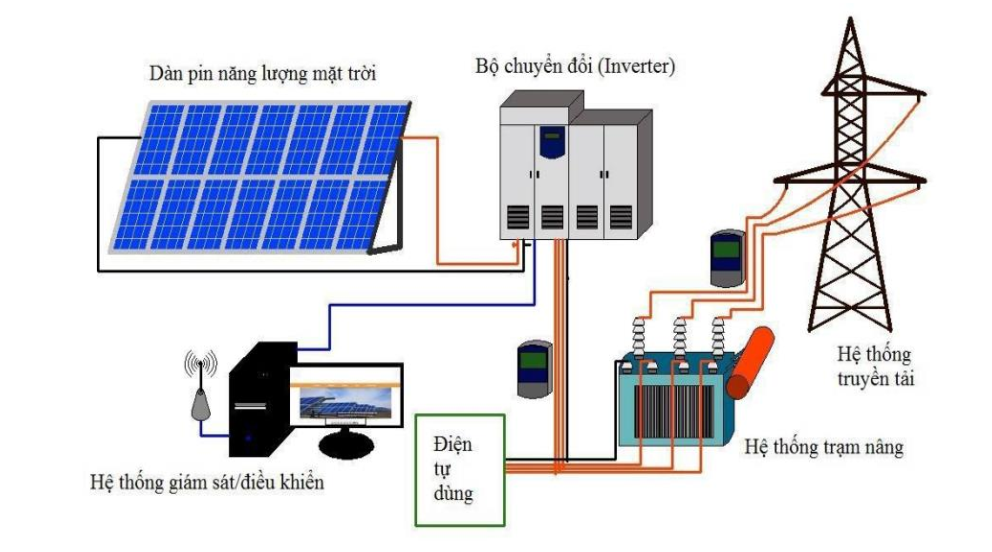 Dàn pin năng lượng mặt trời
Bộ chuyển đổi (Inverter)
Hệ thống
truyền tải
Hệ thống trạm nâng
Điện
tự
dùng
Hệ thống giám sát/điều khiển